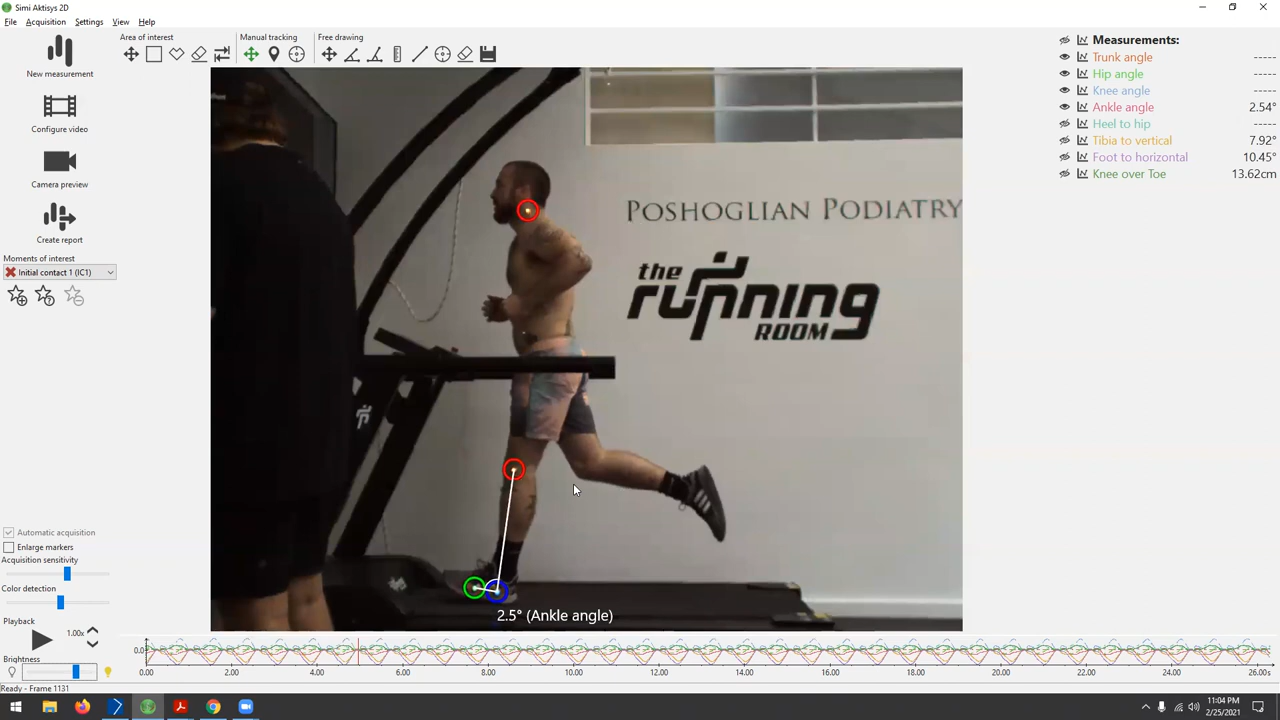 Simi Aktisys 2D
File Acquisition Settings View Help
New measurement
Configure video
Camera preview
Create report
Moments of interest
Initial contact 1 (IC1)
Automatic acquisition
Enlarge markers
Acquisition sensitivity
Color detection
Playback
1.00x
Brightness
Ready - Frame 1131
Area of interest
Manual tracking
Free drawing
POSHOGLIAN PODIATRY
the
running
ROOM
2.5° (Ankle angle)
Measurements:
Trunk angle -----
Hip angle -----
Knee angle -----
Ankle angle 2.54°
Heel to hip -----
Tibia to vertical 7.92°
Foot to horizontal 10.45°
Knee over Toe 13.62cm
0.0
0.00 2.00 4.00 6.00 8.00 10.00 12.00 14.00 16.00 18.00 20.00 22.00 24.00 26.00s
11:04 PM
2/25/2021